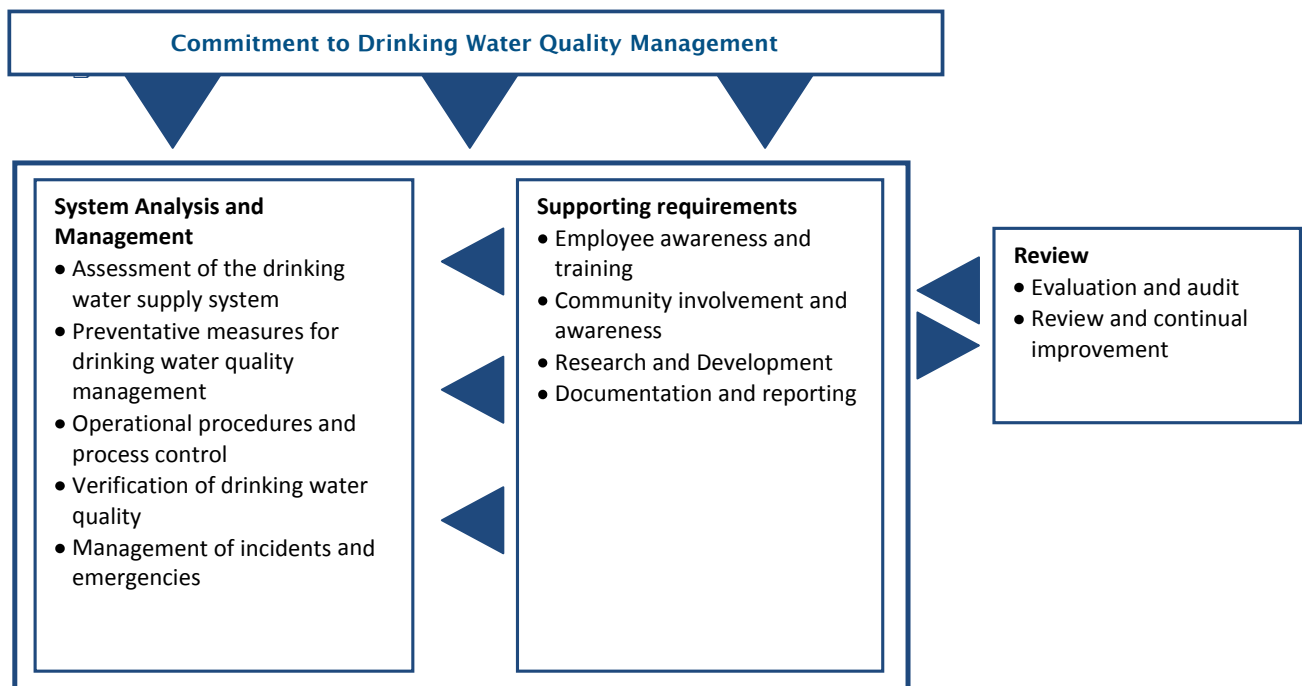 Commitment to Drinking Water Quality Management
System Analysis and
Management
• Assessment of the drinking
water supply system
• Preventative measures for
drinking water quality
management
• Operational procedures and
process control
• Verification of drinking water
quality
• Management of incidents and
emergencies
Supporting requirements
• Employee awareness and
training
• Community involvement and
awareness
• Research and Development
• Documentation and reporting
Review
• Evaluation and audit
• Review and continual
improvement